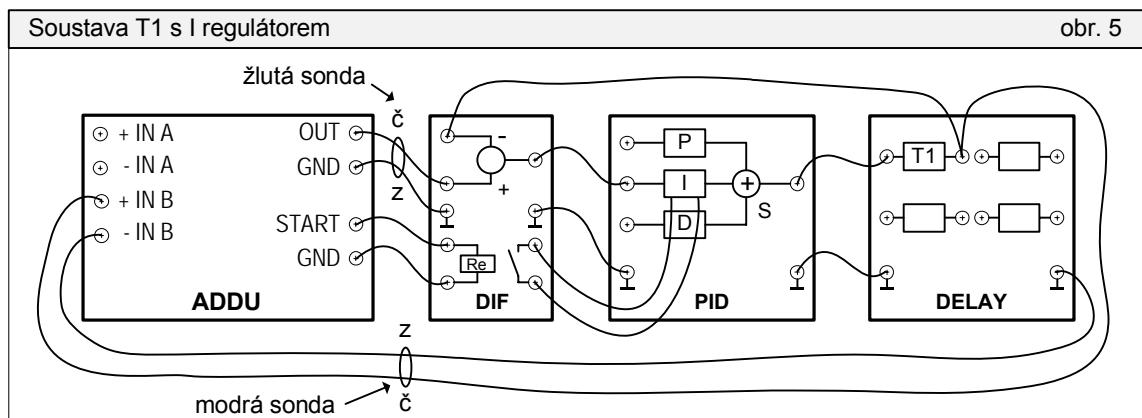 Soustava T1 s I regulátorem obr. 5
žlutá sonda
č
z
+ IN A
- IN A
+ IN B
- IN B
OUT
GND
START
GND
ADDU
-
+
Re
DIF
P
I
D
+
S
PID
T1
DELAY
z
č
modrá sonda